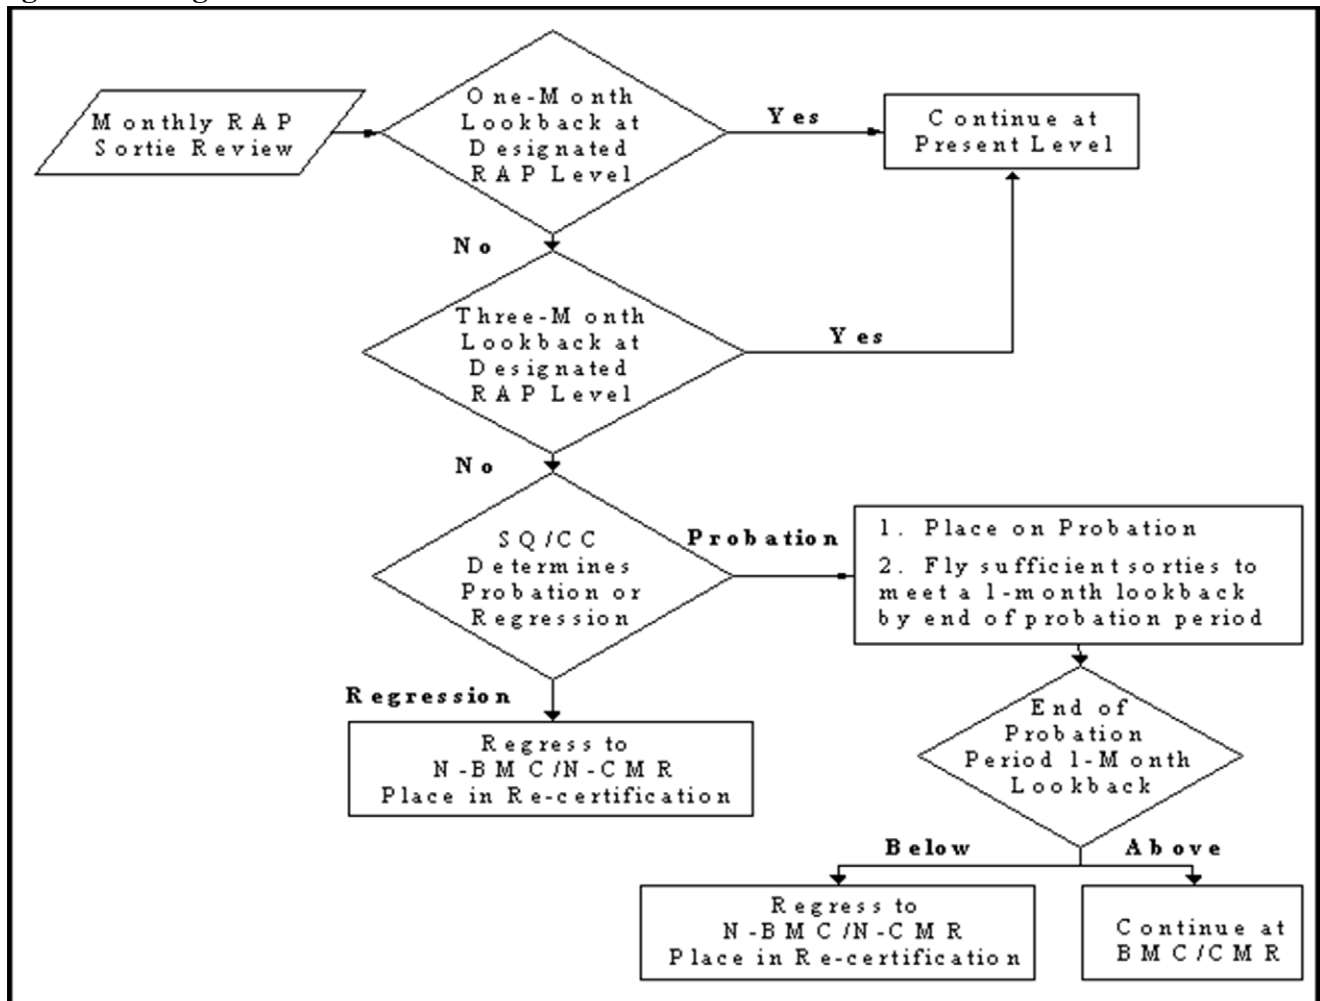 One-Month
Lookback at
Designated
RAP Level
Monthly RAP
Sortie Review
Yes
Continue at
Present Level
No
Three-Month
Lookback at
Designated
RAP Level
Yes
No
SQ/CC
Determines
Probation or
Regression
Probation
1. Place on Probation
2. Fly sufficient sorties to
meet a 1-month lookback
by end of probation period
Regression
Regress to
N-BMC/N-CMR
Place in Re-certification
End of
Probation
Period 1-Month
Lookback
Below
Above
Regress to
N-BMC/N-CMR
Place in Re-certification
Continue at
BMC/CMR